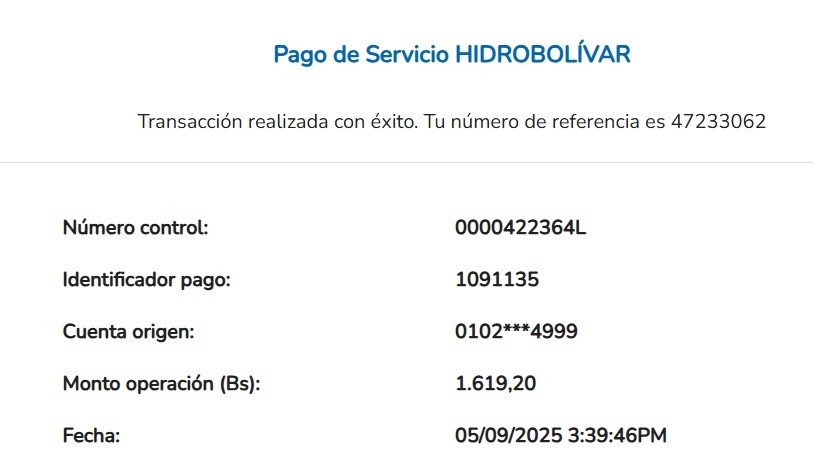 Pago de Servicio HIDROBOLÍVAR
Transacción realizada con éxito. Tu número de referencia es 47233062
Número control: 0000422364L
Identificador pago: 1091135
Cuenta origen: 0102***4999
Monto operación (Bs): 1.619,20
Fecha: 05/09/2025 3:39:46PM